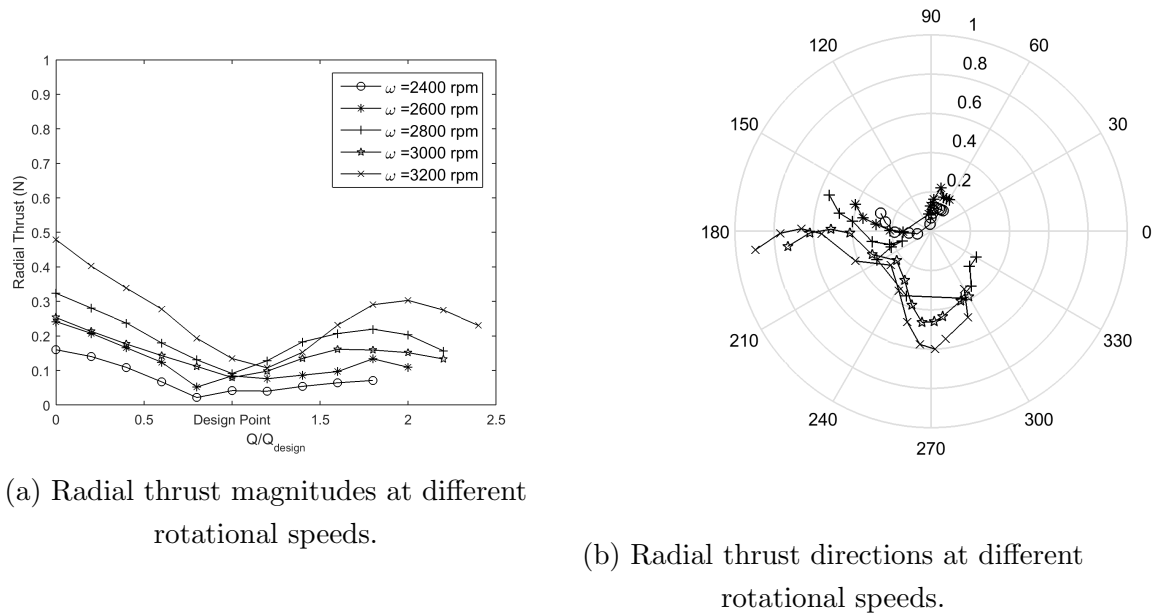 1
0.9
0.8
0.7
0.6
0.5
0.4
0.3
0.2
0.1
0
Radial Thrust (N)
0 0.5 Design Point 1.5 2 2.5
Q/Q_design
ω =2400 rpm
ω =2600 rpm
ω =2800 rpm
ω =3000 rpm
ω =3200 rpm
(a) Radial thrust magnitudes at different
rotational speeds.
90
1
120
60
0.8
0.6
150
30
0.4
0.2
180
0
210
330
240
300
270
(b) Radial thrust directions at different
rotational speeds.